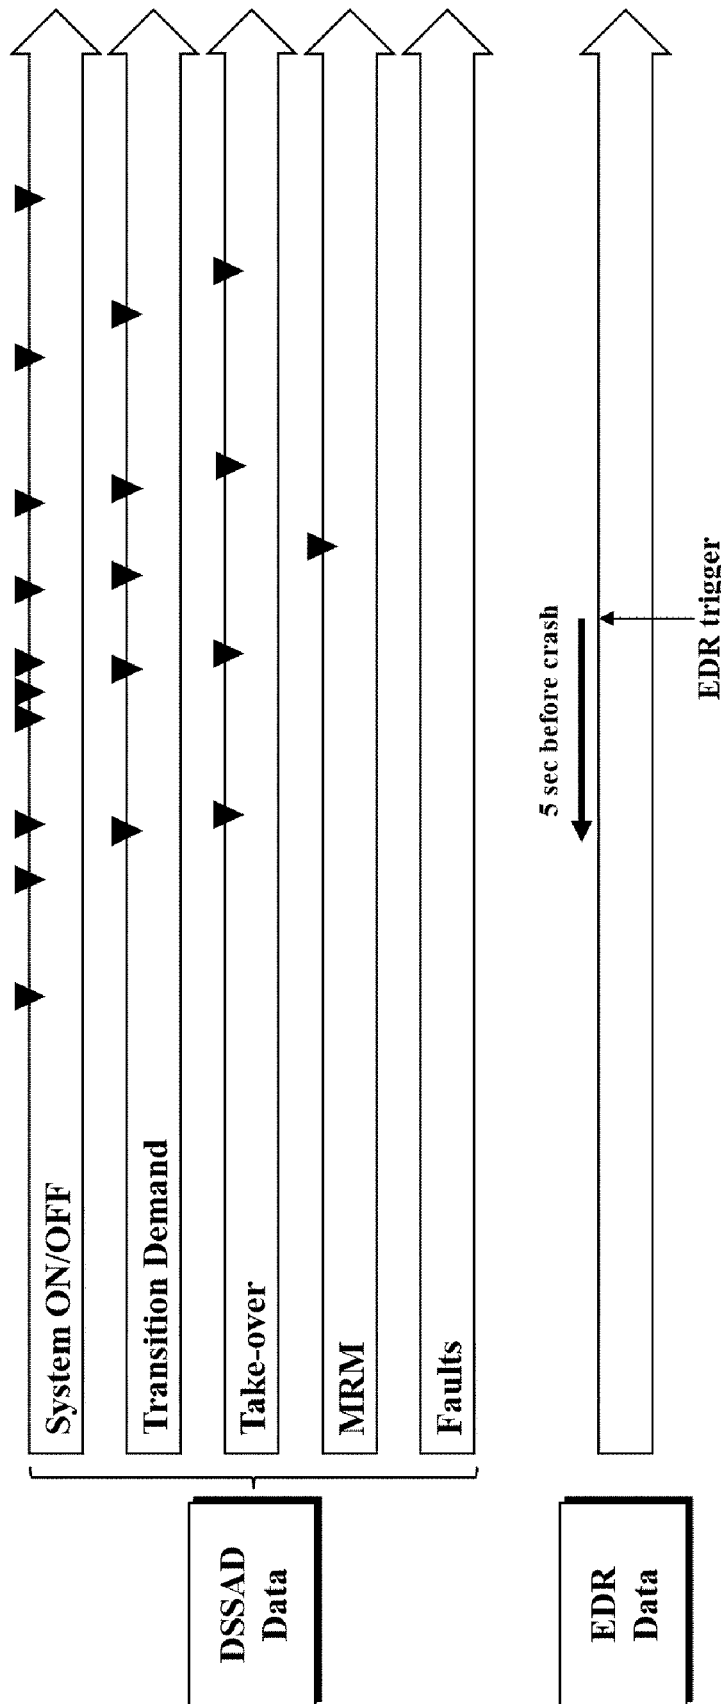 DSSAD
Data
System ON/OFF
Transition Demand
Take-over
MRM
Faults
EDR
Data
5 sec before crash
EDR trigger